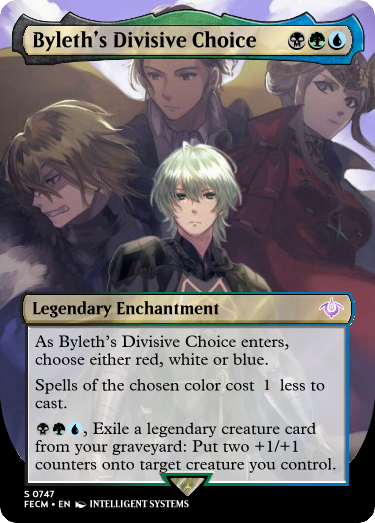 Byleth's Divisive Choice
Legendary Enchantment
As Byleth's Divisive Choice enters,
choose either red, white or blue.
Spells of the chosen color cost 1 less to
cast.
, Exile a legendary creature card
from your graveyard: Put two +1/+1
counters onto target creature you control.
S 0747
FECM • EN INTELLIGENT SYSTEMS